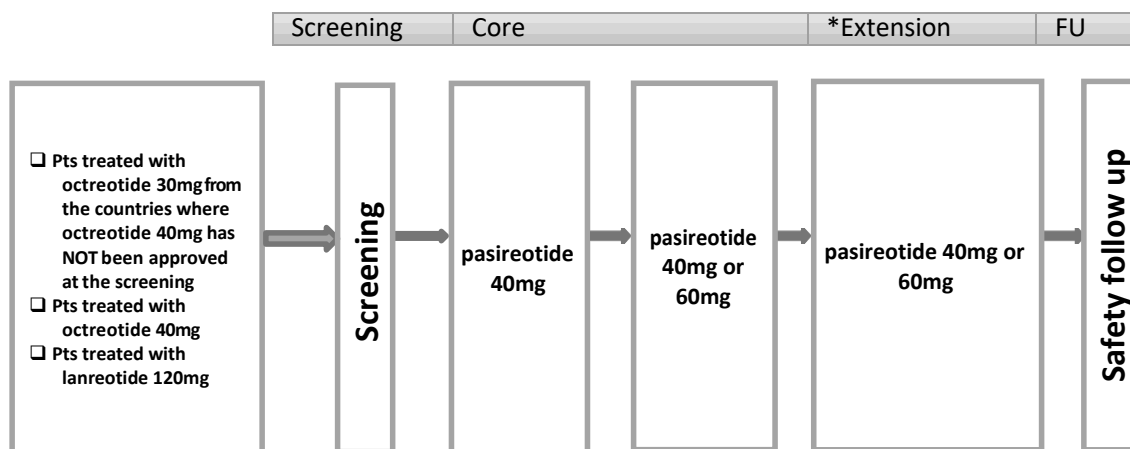 Screening Core *Extension FU
❑ Pts treated with
octreotide 30mg from
the countries where
octreotide 40mg has
NOT been approved
at the screening
❑ Pts treated with
octreotide 40mg
❑ Pts treated with
lanreotide 120mg
Screening
pasireotide
40mg
pasireotide
40mg or
60mg
pasireotide 40mg or
60mg
Safety follow up